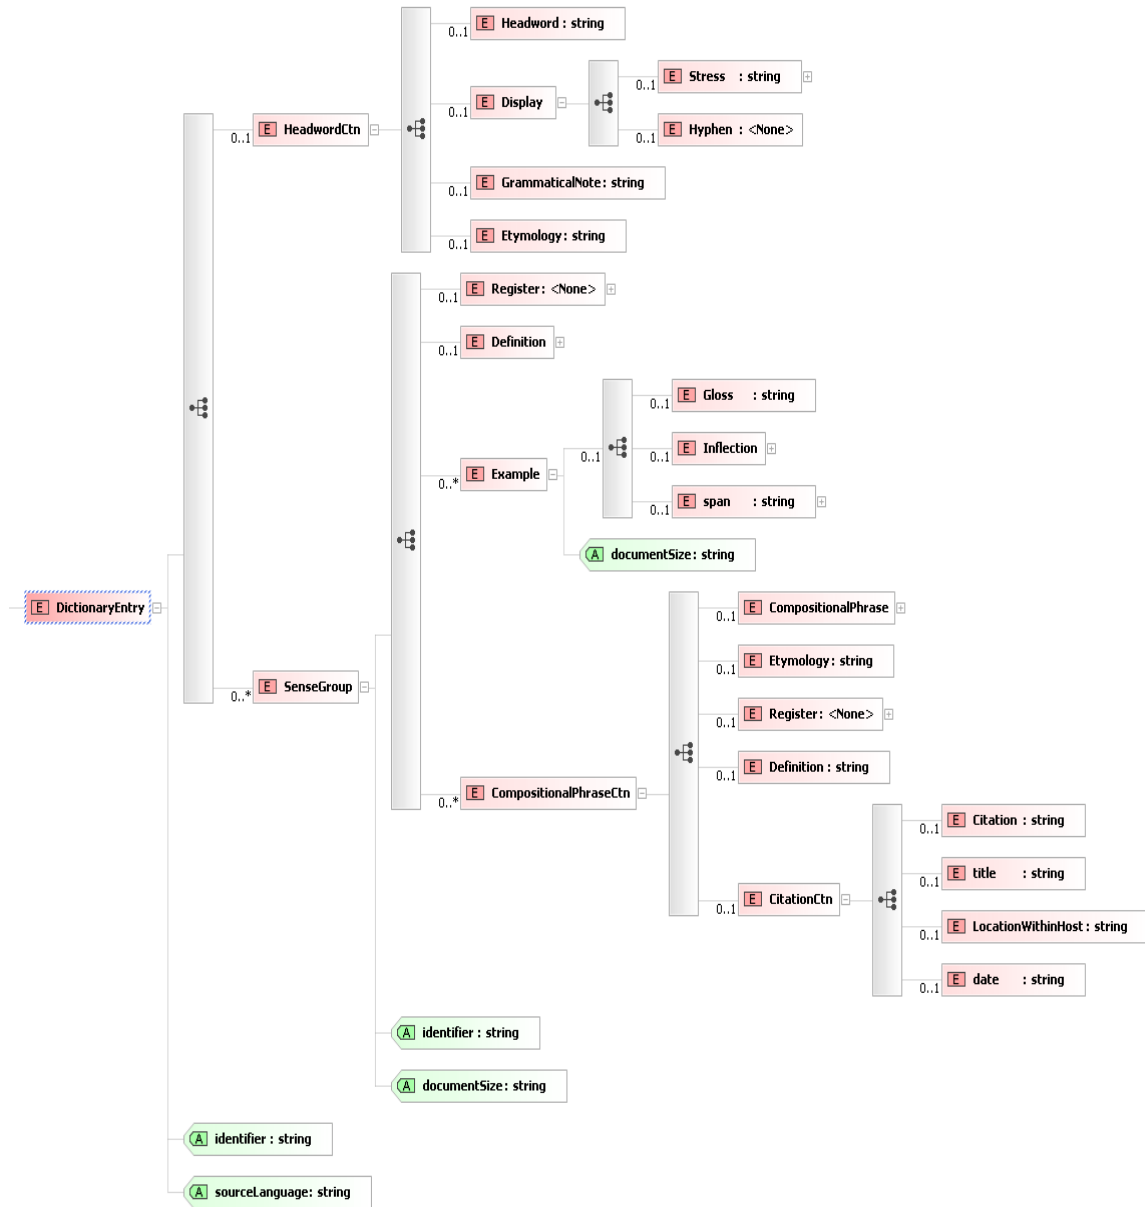 E Headword : string
0..1
E Stress : string
0..1
E Display
0..1
E HeadwordCtn
0..1
E Hyphen : <None>
0..1
E GrammaticalNote: string
0..1
E Etymology: string
0..1
E Register: <None>
0..1
E Definition
0..1
E Gloss : string
0..1
E Inflection
0..1
0..1
E Example
0..*
E span : string
0..1
A documentSize: string
E DictionaryEntry
E CompositionalPhrase
0..1
E Etymology: string
0..1
E SenseGroup
0..*
E Register: <None>
0..1
E Definition : string
0..1
E CompositionalPhraseCtn
0..*
E Citation : string
0..1
E title : string
0..1
E CitationCtn
0..1
E LocationWithinHost: string
0..1
E date : string
0..1
A identifier : string
A documentSize: string
A identifier : string
A sourceLanguage: string